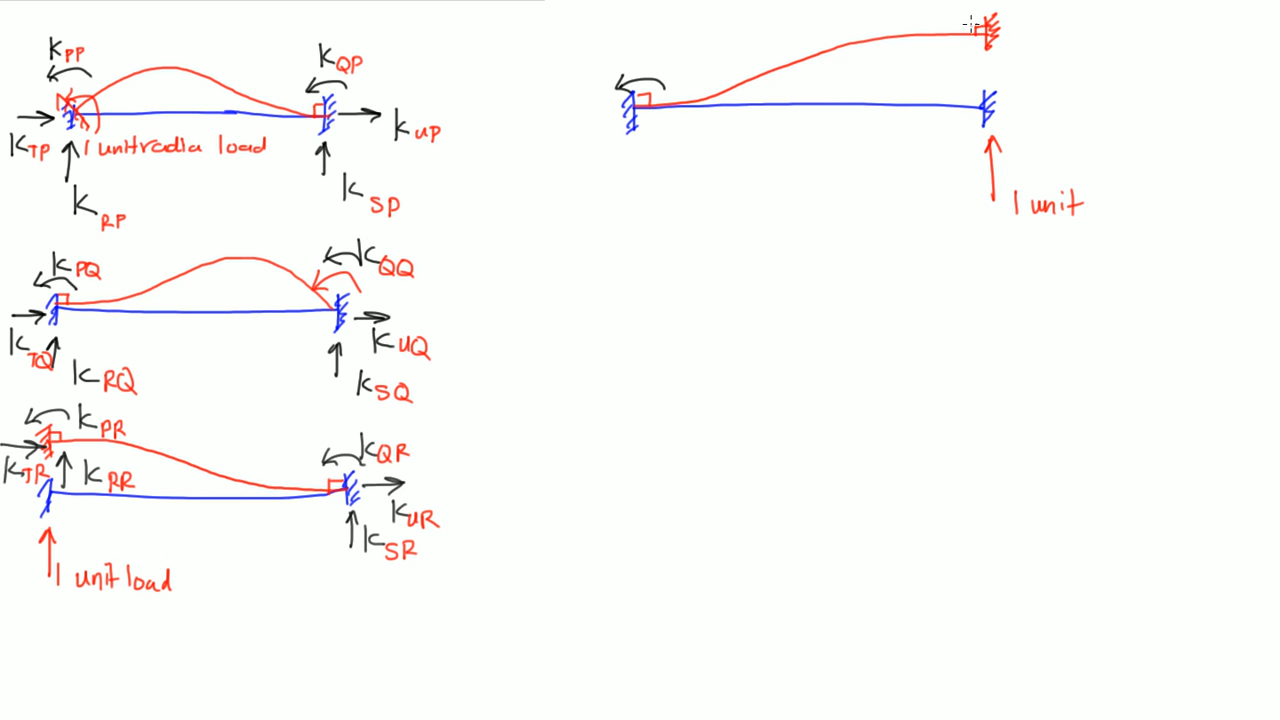 kPP
kQP
kTP
1 unit radia load
kUP
kRP
kSP
kPQ
kQQ
kTQ
kUQ
kRQ
kSQ
kPR
kQR
kTR
kRR
kUR
kSR
1 unit load
1 unit